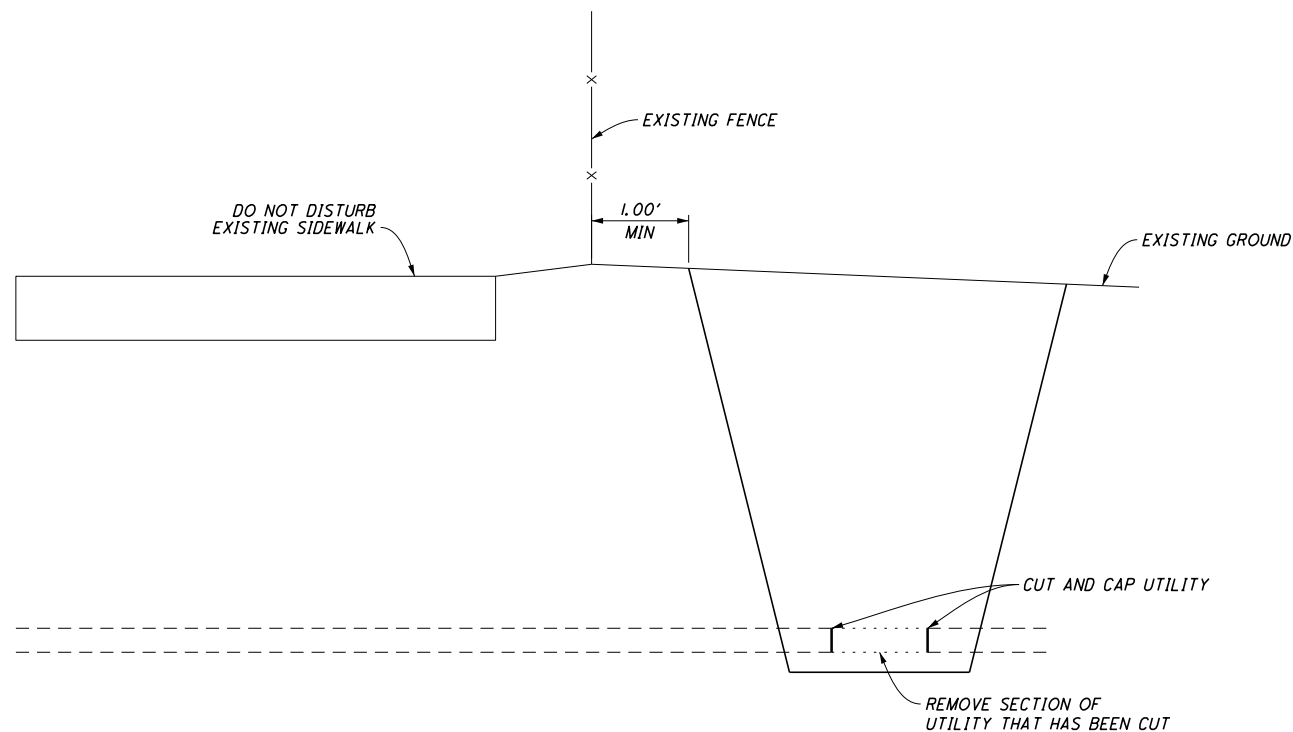 EXISTING FENCE
DO NOT DISTURB
EXISTING SIDEWALK
1.00'
MIN
EXISTING GROUND
CUT AND CAP UTILITY
REMOVE SECTION OF
UTILITY THAT HAS BEEN CUT